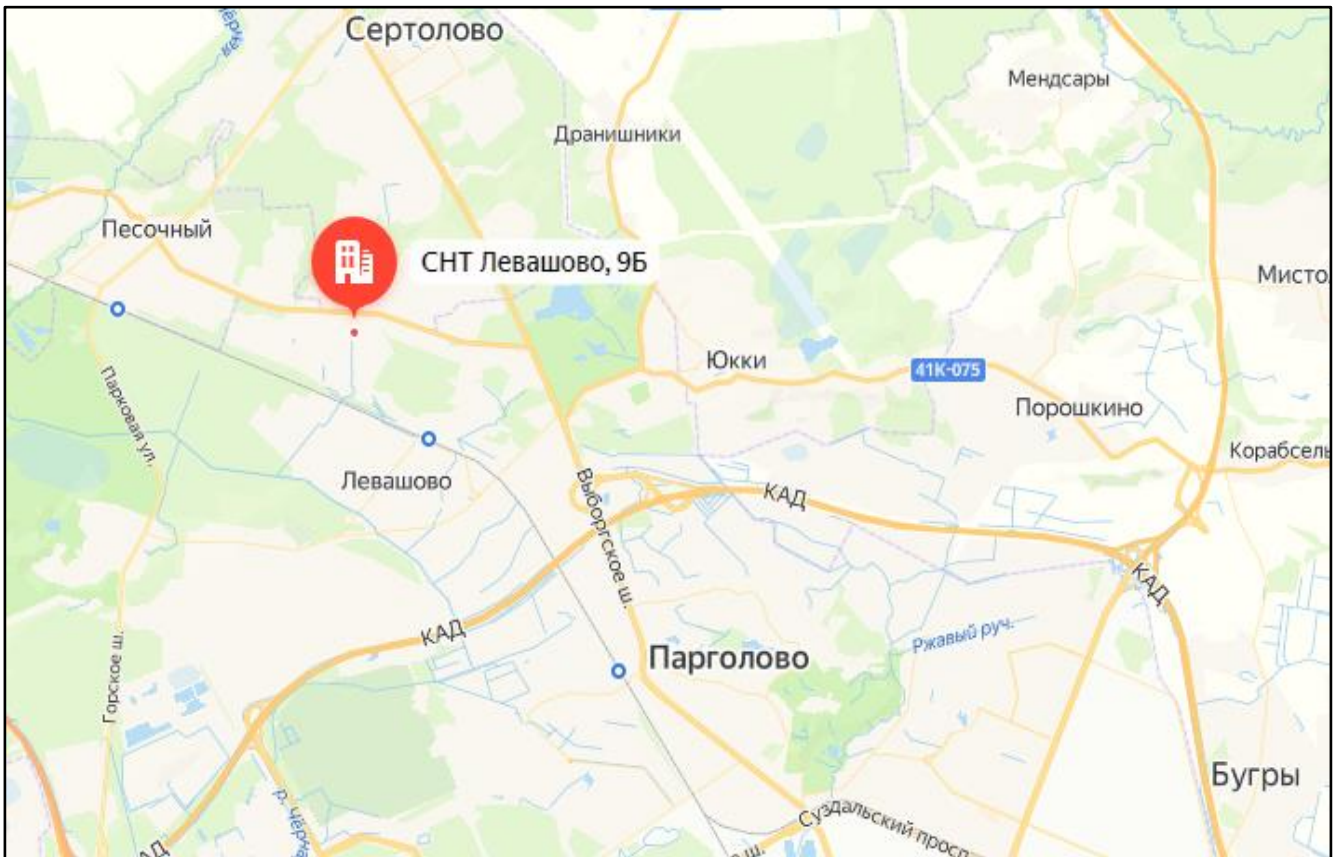 Сертолово
Мендсары
Дранишники
Песочный
СНТ Левашово, 9Б
Мисто
Юкки
41К-075
Парковая ул.
Порошкино
Корабсель
Левашово
Выборгское ш.
КАД
КАД
КАД
Ржавый руч.
Горское ш.
Парголово
Бугры
р. Чёрна
Суздальский просп
КАД
ш.